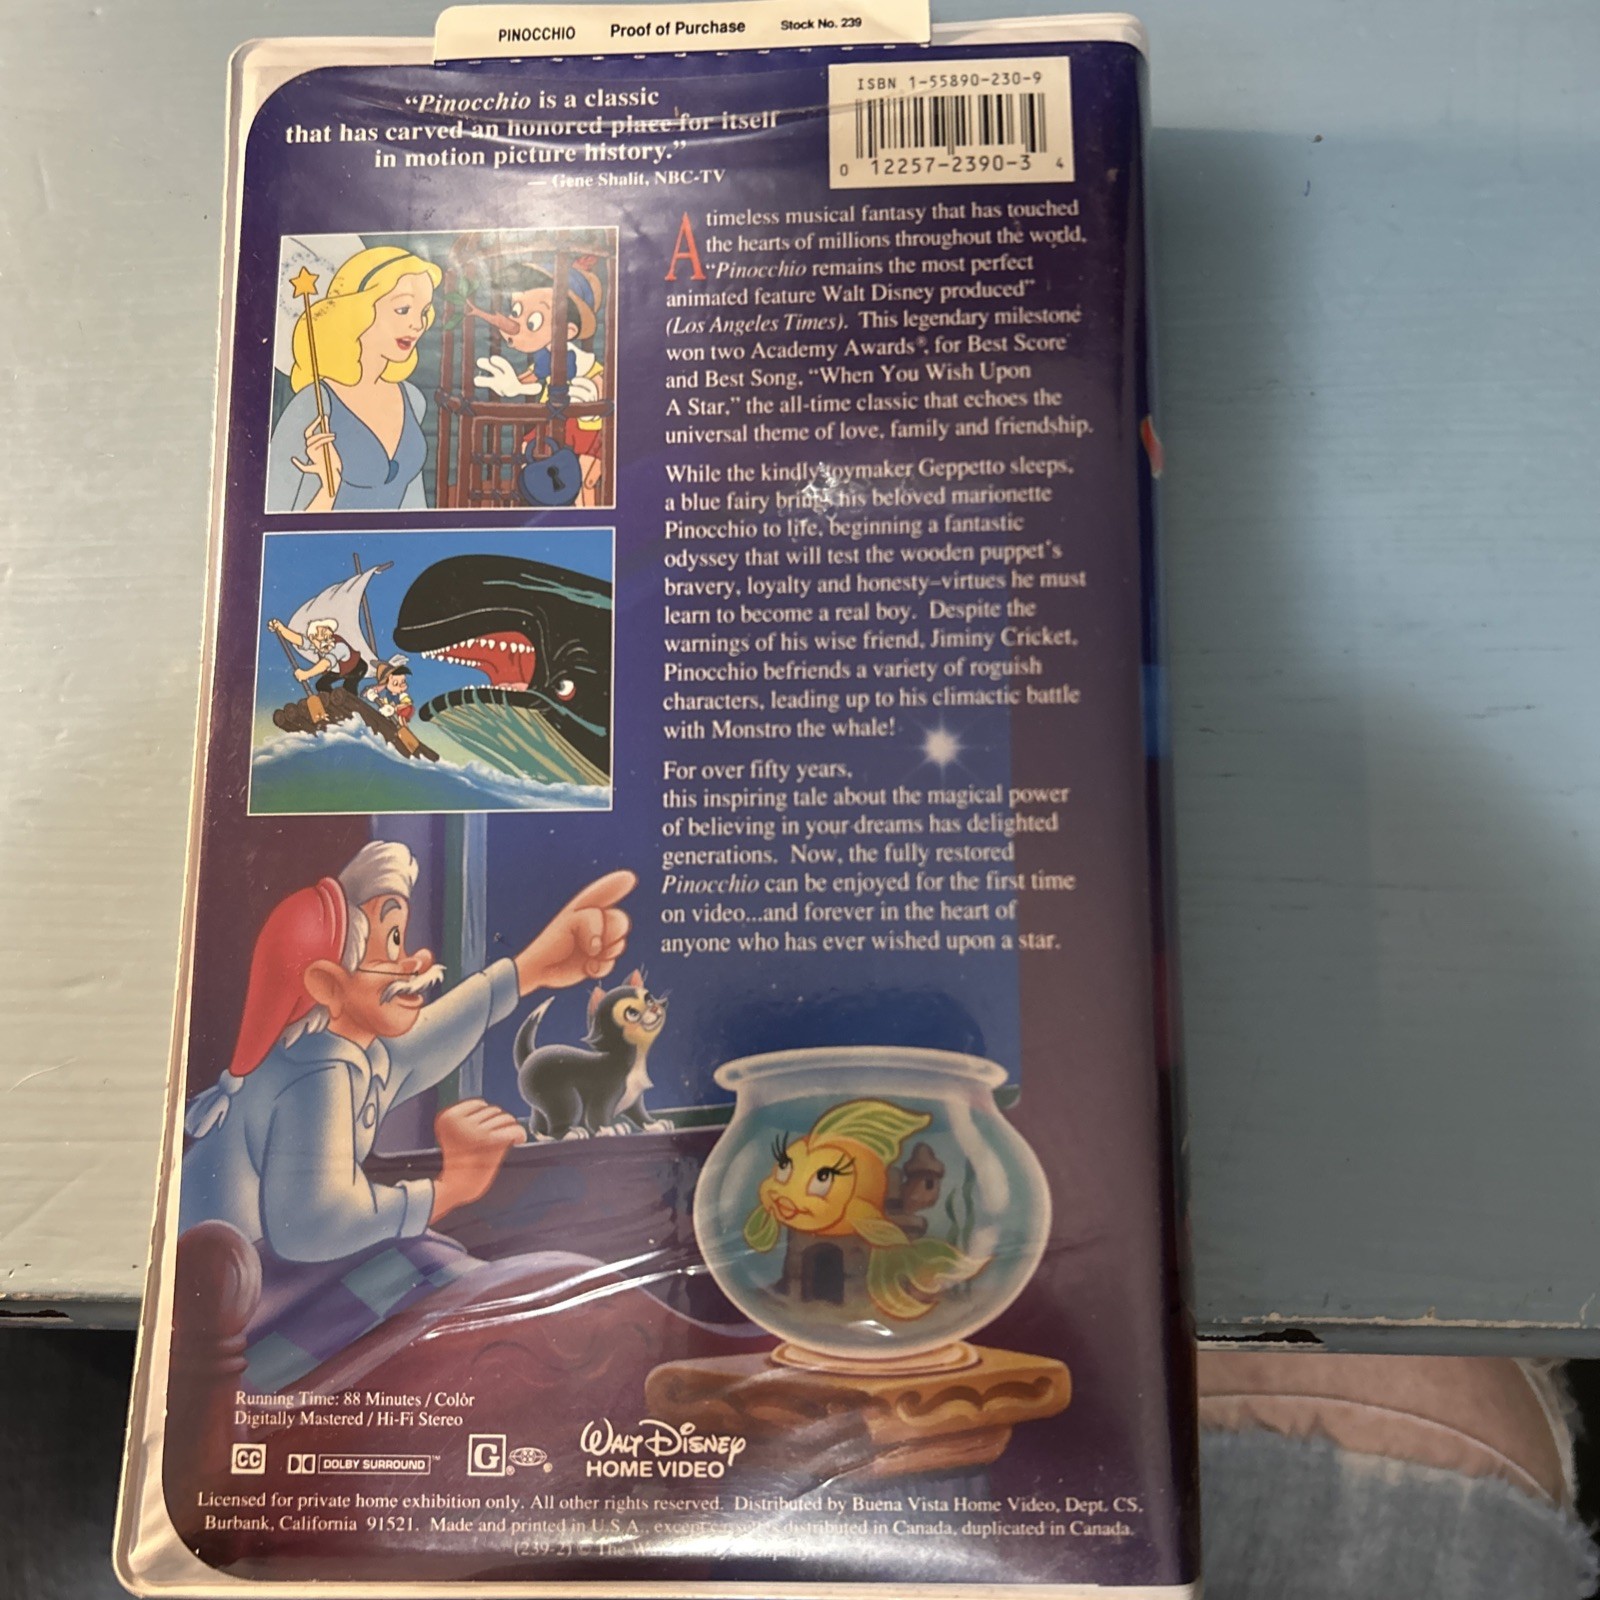 PINOCCHIO Proof of Purchase Stock No. 239
"Pinocchio is a classic
that has carved an honored place for itself
in motion picture history."
— Gene Shalit, NBC-TV
ISBN 1-55890-230-9
0 12257-2390-3 4
A timeless musical fantasy that has touched
the hearts of millions throughout the world,
"Pinocchio remains the most perfect
animated feature Walt Disney produced"
(Los Angeles Times). This legendary milestone
won two Academy Awards®, for Best Score
and Best Song, "When You Wish Upon
A Star," the all-time classic that echoes the
universal theme of love, family and friendship.
While the kindly toymaker Geppetto sleeps,
a blue fairy brings his beloved marionette
Pinocchio to life, beginning a fantastic
odyssey that will test the wooden puppet's
bravery, loyalty and honesty–virtues he must
learn to become a real boy. Despite the
warnings of his wise friend, Jiminy Cricket,
Pinocchio befriends a variety of roguish
characters, leading up to his climactic battle
with Monstro the whale!
For over fifty years,
this inspiring tale about the magical power
of believing in your dreams has delighted
generations. Now, the fully restored
Pinocchio can be enjoyed for the first time
on video...and forever in the heart of
anyone who has ever wished upon a star.
Running Time: 88 Minutes / Color
Digitally Mastered / Hi-Fi Stereo
CC DOLBY SURROUND™ G® ®
WALT DISNEY
HOME VIDEO
Licensed for private home exhibition only. All other rights reserved. Distributed by Buena Vista Home Video, Dept. CS,
Burbank, California 91521. Made and printed in U.S.A., except cassettes distributed in Canada, duplicated in Canada.
(239-2) © The Walt Disney Company